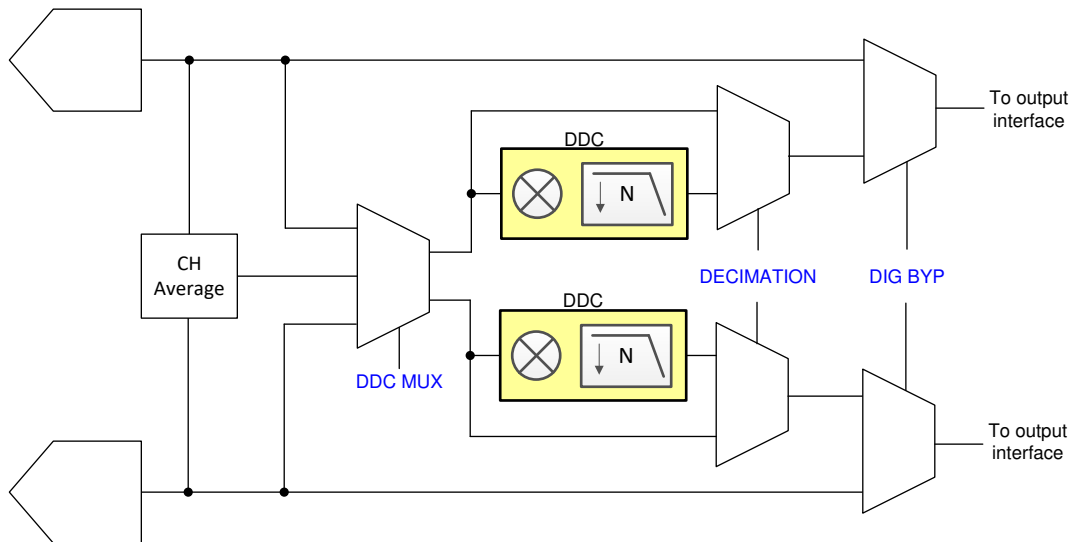 To output
interface
DDC
N
CH
Average
DECIMATION
DIG BYP
DDC
N
DDC MUX
To output
interface